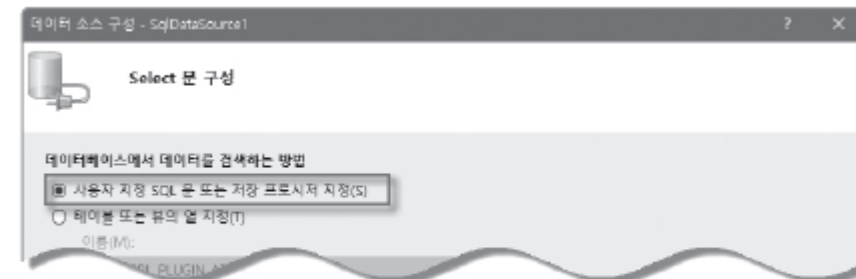 데이터 소스 구성 - SqlDataSource1
Select 문 구성
데이터베이스에서 데이터를 검색하는 방법
사용자 지정 SQL 문 또는 저장 프로시저 지정(S)
테이블 또는 뷰의 열 지정(T)
이름(M):
PLUGIN